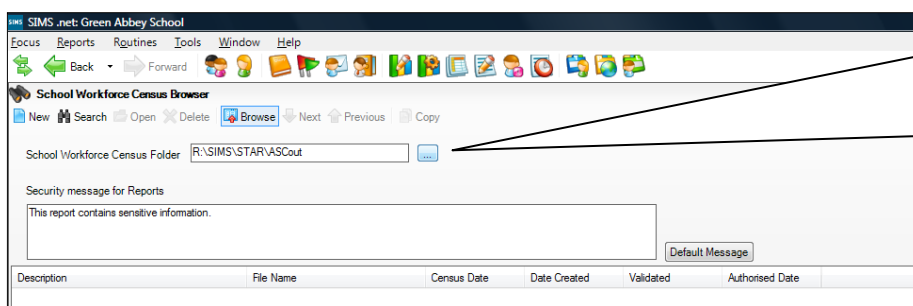 SIMS SIMS .net: Green Abbey School
Focus Reports Routines Tools Window Help
Back Forward
School Workforce Census Browser
New Search Open Delete Browse Next Previous Copy
School Workforce Census Folder R:\SIMS\STAR\ASCout ...
Security message for Reports
This report contains sensitive information.
Default Message
Description File Name Census Date Date Created Validated Authorised Date